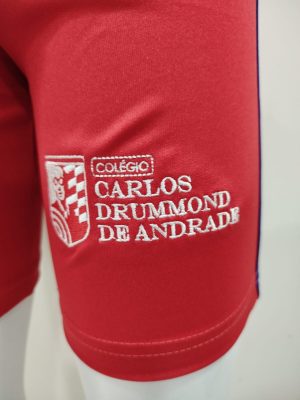 COLÉGIO
CARLOS
DRUMMOND
DE ANDRADE